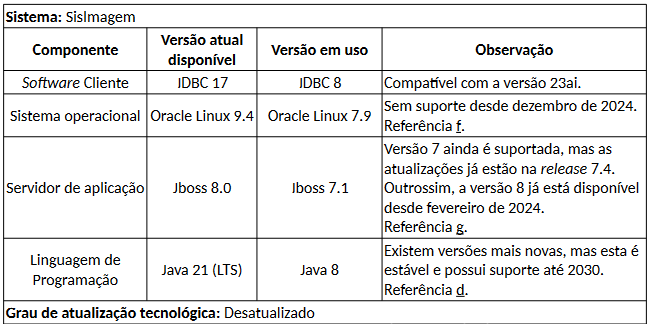 Sistema: SisImagem
Componente
Versão atual
disponível
Versão em uso
Observação
Software Cliente
JDBC 17
JDBC 8
Compatível com a versão 23ai.
Sistema operacional
Oracle Linux 9.4
Oracle Linux 7.9
Sem suporte desde dezembro de 2024.
Referência f.
Servidor de aplicação
Jboss 8.0
Jboss 7.1
Versão 7 ainda é suportada, mas as
atualizações já estão na release 7.4.
Outrossim, a versão 8 já está disponível
desde fevereiro de 2024.
Referência g.
Linguagem de
Programação
Java 21 (LTS)
Java 8
Existem versões mais novas, mas esta é
estável e possui suporte até 2030.
Referência d.
Grau de atualização tecnológica: Desatualizado